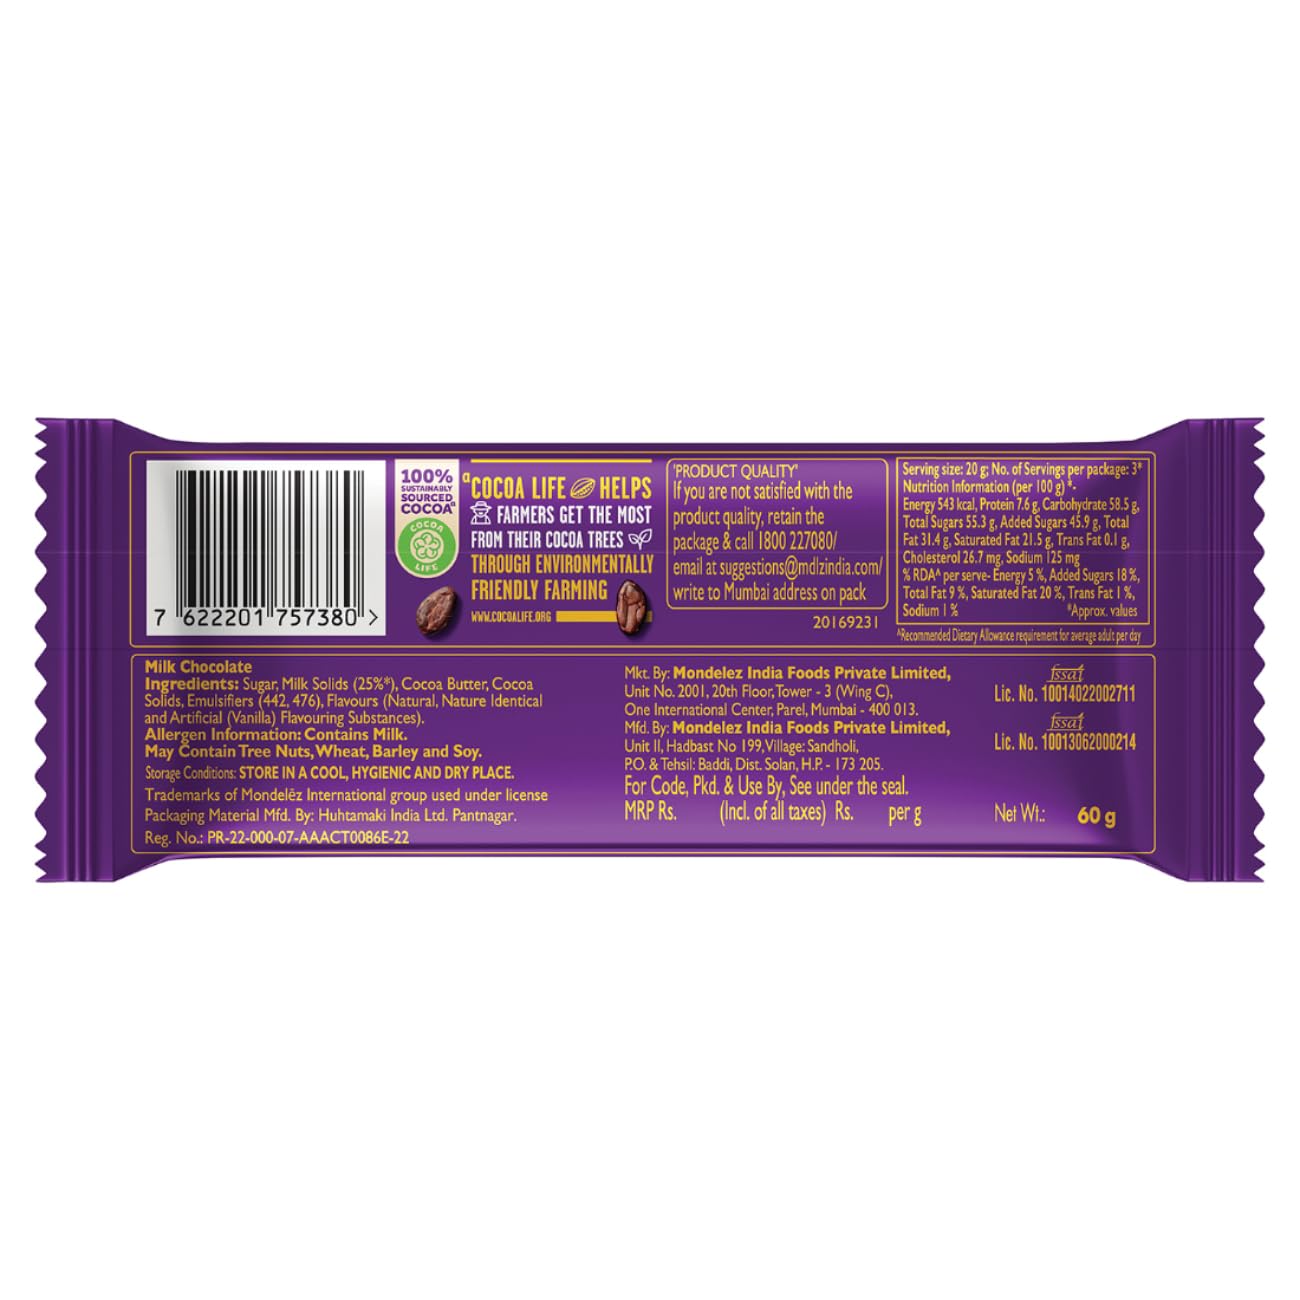 7 622201 757380 >
100%
SUSTAINABLY
SOURCED
COCOAα
COCOA
LIFE
αCOCOA LIFE HELPS
FARMERS GET THE MOST
FROM THEIR COCOA TREES
THROUGH ENVIRONMENTALLY
FRIENDLY FARMING
WWW.COCOALIFE.ORG
'PRODUCT QUALITY'
If you are not satisfied with the
product quality, retain the
package & call 1800 227080/
email at suggestions@mdlzindia.com/
write to Mumbai address on pack
20169231
Serving size: 20 g; No. of Servings per package: 3*
Nutrition Information (per 100 g) *-
Energy 543 kcal, Protein 7.6 g, Carbohydrate 58.5 g,
Total Sugars 55.3 g, Added Sugars 45.9 g, Total
Fat 31.4 g, Saturated Fat 21.5 g, Trans Fat 0.1 g,
Cholesterol 26.7 mg, Sodium 125 mg
% RDA^ per serve- Energy 5 %, Added Sugars 18 %,
Total Fat 9 %, Saturated Fat 20 %, Trans Fat 1 %,
Sodium 1 % *Approx. values
^Recommended Dietary Allowance requirement for average adult per day
Milk Chocolate
Ingredients: Sugar, Milk Solids (25%*), Cocoa Butter, Cocoa
Solids, Emulsifiers (442, 476), Flavours (Natural, Nature Identical
and Artificial (Vanilla) Flavouring Substances).
Allergen Information: Contains Milk.
May Contain Tree Nuts, Wheat, Barley and Soy.
Storage Conditions: STORE IN A COOL, HYGIENIC AND DRY PLACE.
Trademarks of Mondelēz International group used under license
Packaging Material Mfd. By: Huhtamaki India Ltd. Pantnagar.
Reg. No.: PR-22-000-07-AAACT0086E-22
Mkt. By: Mondelez India Foods Private Limited,
Unit No. 2001, 20th Floor, Tower - 3 (Wing C),
One International Center, Parel, Mumbai - 400 013.
Mfd. By: Mondelez India Foods Private Limited,
Unit II, Hadbast No 199, Village: Sandholi,
P.O. & Tehsil: Baddi, Dist. Solan, H.P. - 173 205.
For Code, Pkd. & Use By, See under the seal.
MRP Rs. (Incl. of all taxes) Rs. per g
fssai
Lic. No. 10014022002711
fssai
Lic. No. 10013062000214
Net Wt.: 60 g